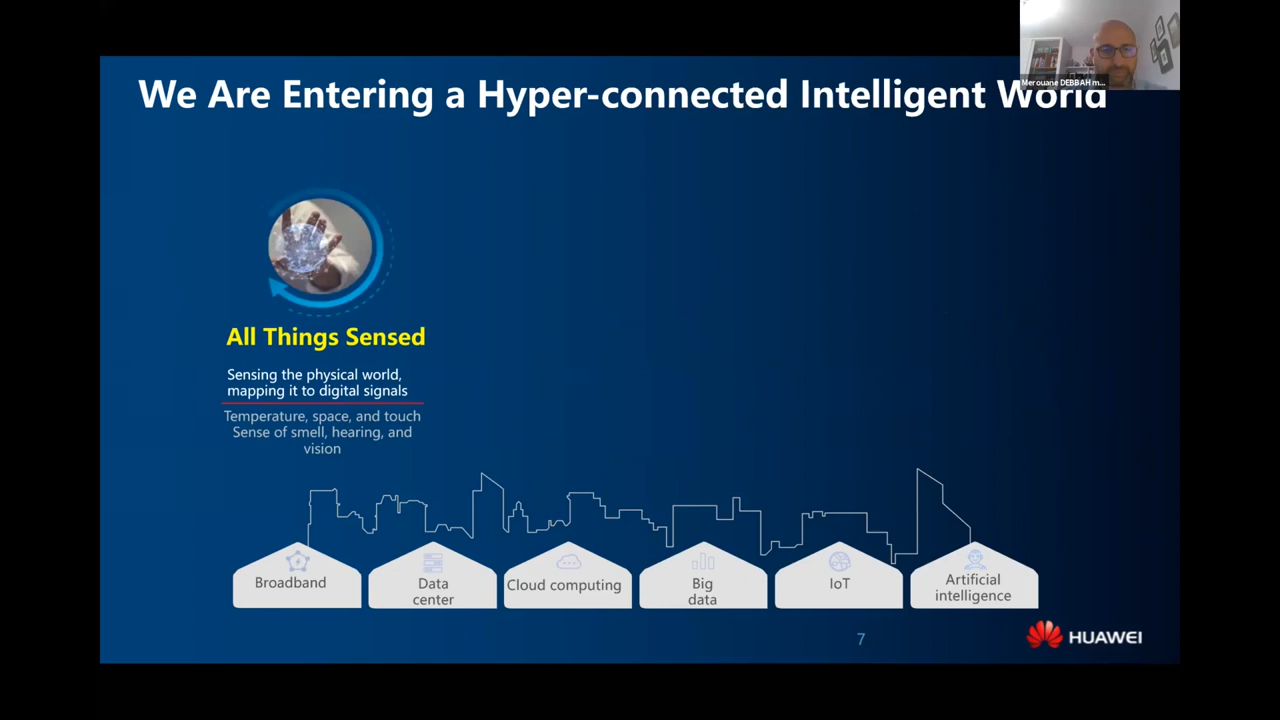 We Are Entering a Hyper-connected Intelligent World
Merouane DEBBAH m...
All Things Sensed
Sensing the physical world,
mapping it to digital signals
Temperature, space, and touch
Sense of smell, hearing, and
vision
Broadband
Data
center
Cloud computing
Big
data
IoT
Artificial
intelligence
7
HUAWEI